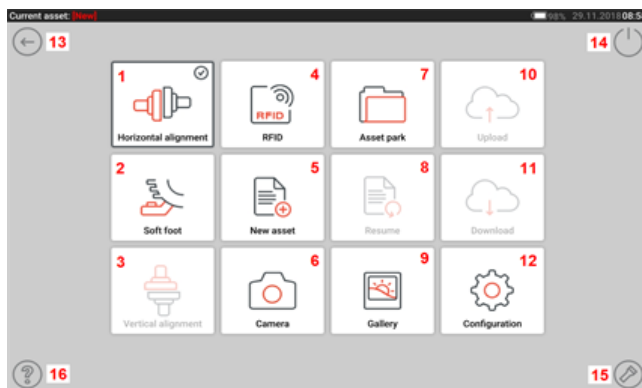 Current asset: [New]
98% 29.11.2018 08:5
13
14
1
4
7
10
RFID
Horizontal alignment
RFID
Asset park
Upload
2
5
8
11
Soft foot
New asset
Resume
Download
3
6
9
12
Vertical alignment
Camera
Gallery
Configuration
?
16
15